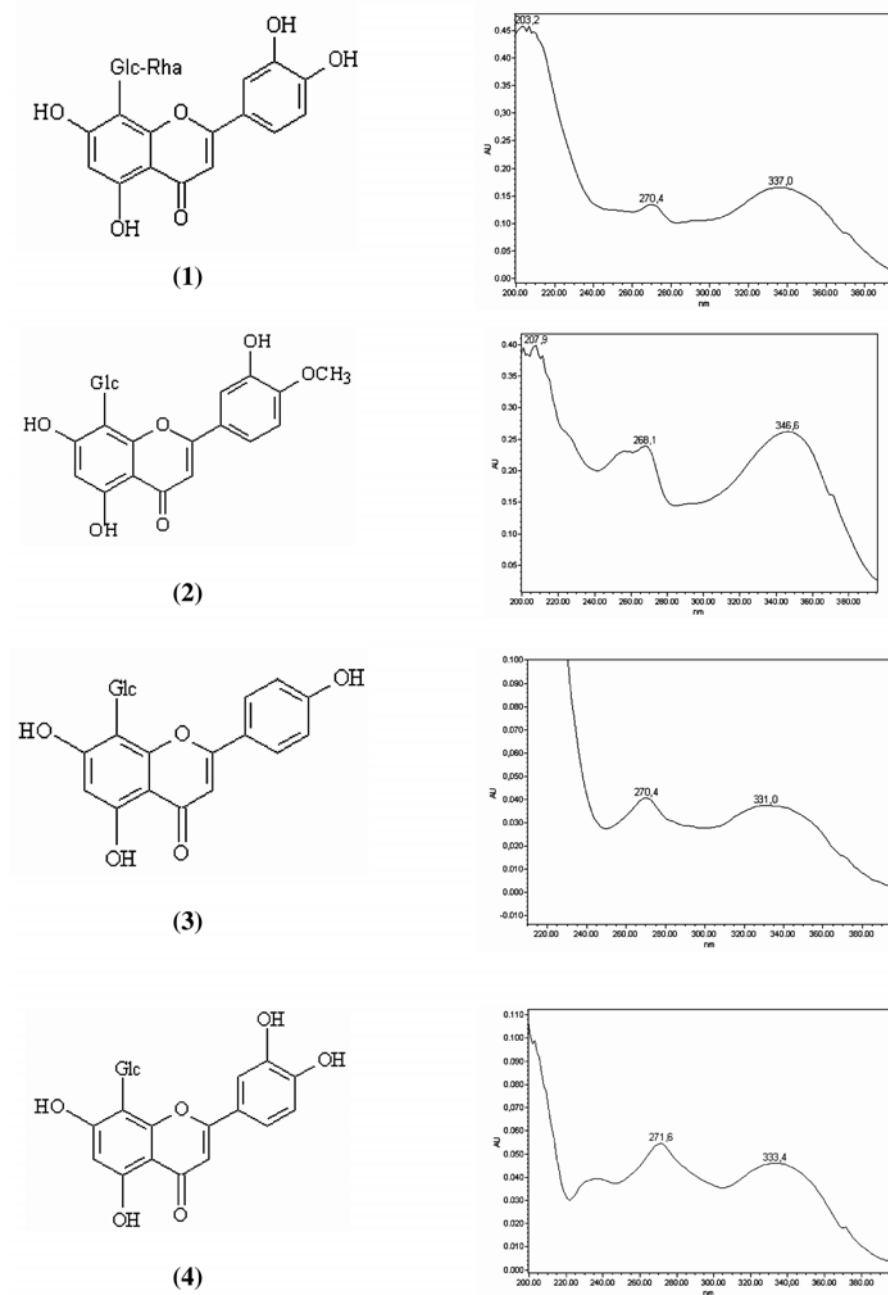 OH
HO
OH
Glc-Rha
HO
O
OH
O
(1)
203,2
270,4
337,0
AU
0.45
0.40
0.35
0.30
0.25
0.20
0.15
0.10
0.05
0.00
200.00 220.00 240.00 260.00 280.00 300.00 320.00 340.00 360.00 380.00
nm
OH
OCH3
Glc
HO
O
OH
O
(2)
207,9
268,1
346,6
AU
0.40
0.35
0.30
0.25
0.20
0.15
0.10
0.05
200.00 220.00 240.00 260.00 280.00 300.00 320.00 340.00 360.00 380.00
nm
OH
Glc
HO
O
OH
O
(3)
270,4
331,0
AU
0.100
0.090
0.080
0,070
0,060
0,050
0.040
0.030
0,020
0.010
0.000
-0.010
220.00 240.00 260.00 280.00 300.00 320.00 340.00 360.00 380.00
nm
OH
OH
Glc
HO
O
OH
O
(4)
271,6
333,4
AU
0.110
0.100
0.090
0.080
0,070
0.060
0.050
0.040
0.030
0.020
0.010
0.000
200.00 220.00 240.00 260.00 280.00 300.00 320.00 340.00 360.00 380.00
nm